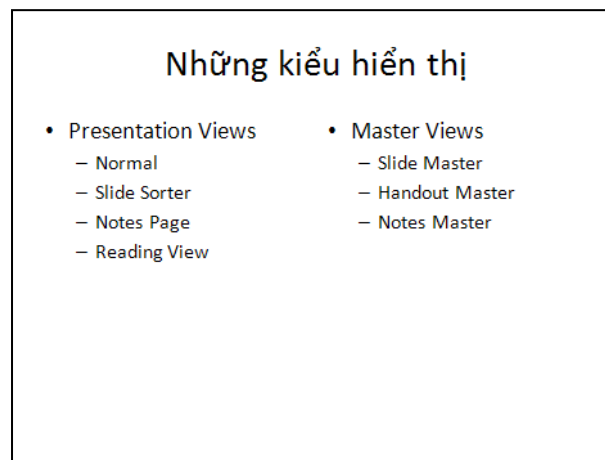 Những kiểu hiển thị
• Presentation Views
– Normal
– Slide Sorter
– Notes Page
– Reading View
• Master Views
– Slide Master
– Handout Master
– Notes Master